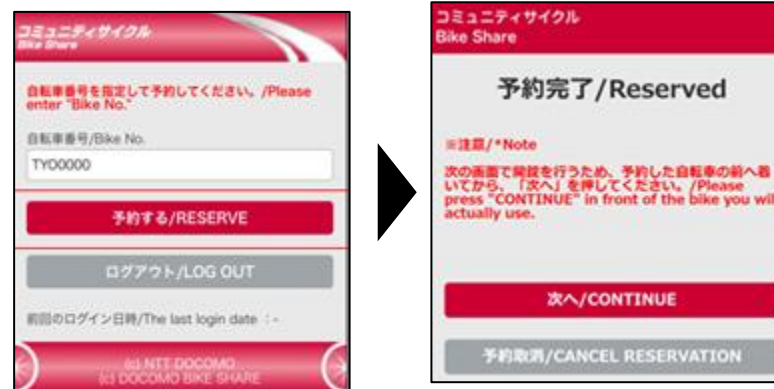 コミュニティサイクル
Bike Share
自転車番号を指定して予約してください。/Please
enter "Bike No."
自転車番号/Bike No.
TYO0000
予約する/RESERVE
ログアウト/LOG OUT
前回のログイン日時/The last login date ：-
(c) NTT DOCOMO
(c) DOCOMO BIKE SHARE
コミュニティサイクル
Bike Share
予約完了/Reserved
※注意/*Note
次の画面で開錠を行うため、予約した自転車の前へ着
いてから、「次へ」を押してください。/Please
press "CONTINUE" in front of the bike you wil
actually use.
次へ/CONTINUE
予約取消/CANCEL RESERVATION